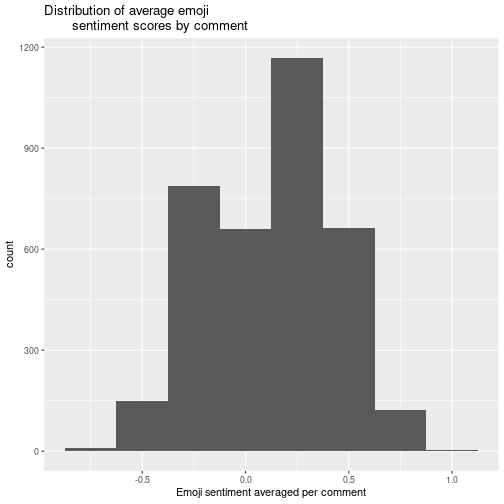 Distribution of average emoji
sentiment scores by comment
1200
900
600
300
0
count
-0.5
0.0
0.5
1.0
Emoji sentiment averaged per comment